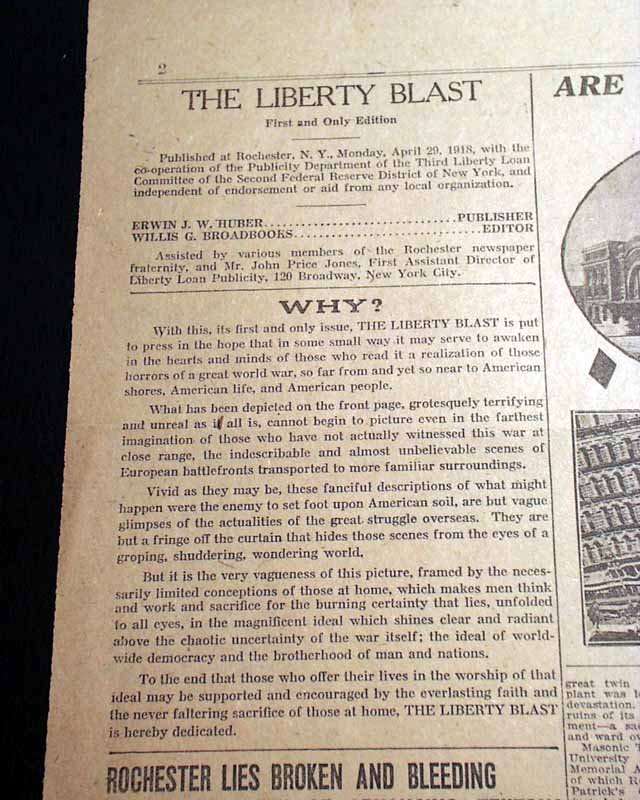 2
THE LIBERTY BLAST
First and Only Edition
Published at Rochester, N. Y., Monday, April 29, 1918, with the
co-operation of the Publicity Department of the Third Liberty Loan
Committee of the Second Federal Reserve District of New York, and
independent of endorsement or aid from any local organization.
ERWIN J. W. HUBER..............................PUBLISHER
WILLIS G. BROADBOOKS..............................EDITOR
Assisted by various members of the Rochester newspaper
fraternity, and Mr. John Price Jones, First Assistant Director of
Liberty Loan Publicity, 120 Broadway, New York City.
WHY?
With this, its first and only issue, THE LIBERTY BLAST is put
to press in the hope that in some small way it may serve to awaken
in the hearts and minds of those who read it a realization of those
horrors of a great world war, so far from and yet so near to American
shores, American life, and American people.
What has been depicted on the front page, grotesquely terrifying
and unreal as it all is, cannot begin to picture even in the farthest
imagination of those who have not actually witnessed this war at
close range, the indescribable and almost unbelievable scenes of
European battlefronts transported to more familiar surroundings.
Vivid as they may be, these fanciful descriptions of what might
happen were the enemy to set foot upon American soil, are but vague
glimpses of the actualities of the great struggle overseas. They are
but a fringe off the curtain that hides those scenes from the eyes of a
groping, shuddering, wondering world.
But it is the very vagueness of this picture, framed by the neces-
sarily limited conceptions of those at home, which makes men think
and work and sacrifice for the burning certainty that lies, unfolded
to all eyes, in the magnificent ideal which shines clear and radiant
above the chaotic uncertainty of the war itself; the ideal of world-
wide democracy and the brotherhood of man and nations.
To the end that those who offer their lives in the worship of that
ideal may be supported and encouraged by the everlasting faith and
the never faltering sacrifice of those at home, THE LIBERTY BLAST
is hereby dedicated.
ROCHESTER LIES BROKEN AND BLEEDING
ARE
great twin
plant was
devastation.
ruins of its
ment—a
and ward
Masonic
University
Memorial A
of which R
Patrick's